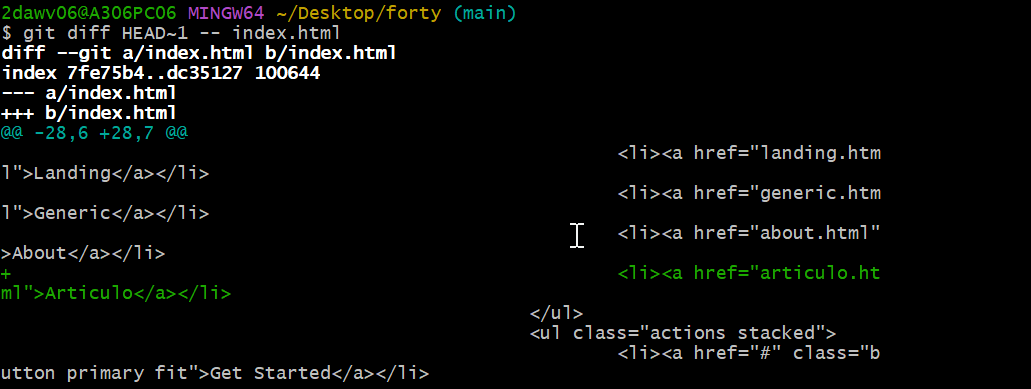 2dawv06@A306PC06 MINGW64 ~/Desktop/forty (main)
$ git diff HEAD~1 -- index.html
diff --git a/index.html b/index.html
index 7fe75b4..dc35127 100644
--- a/index.html
+++ b/index.html
@@ -28,6 +28,7 @@
<li><a href="landing.htm
l">Landing</a></li>
<li><a href="generic.htm
l">Generic</a></li>
<li><a href="about.html"
>About</a></li>
+ <li><a href="articulo.ht
ml">Articulo</a></li>
</ul>
<ul class="actions stacked">
<li><a href="#" class="b
utton primary fit">Get Started</a></li>